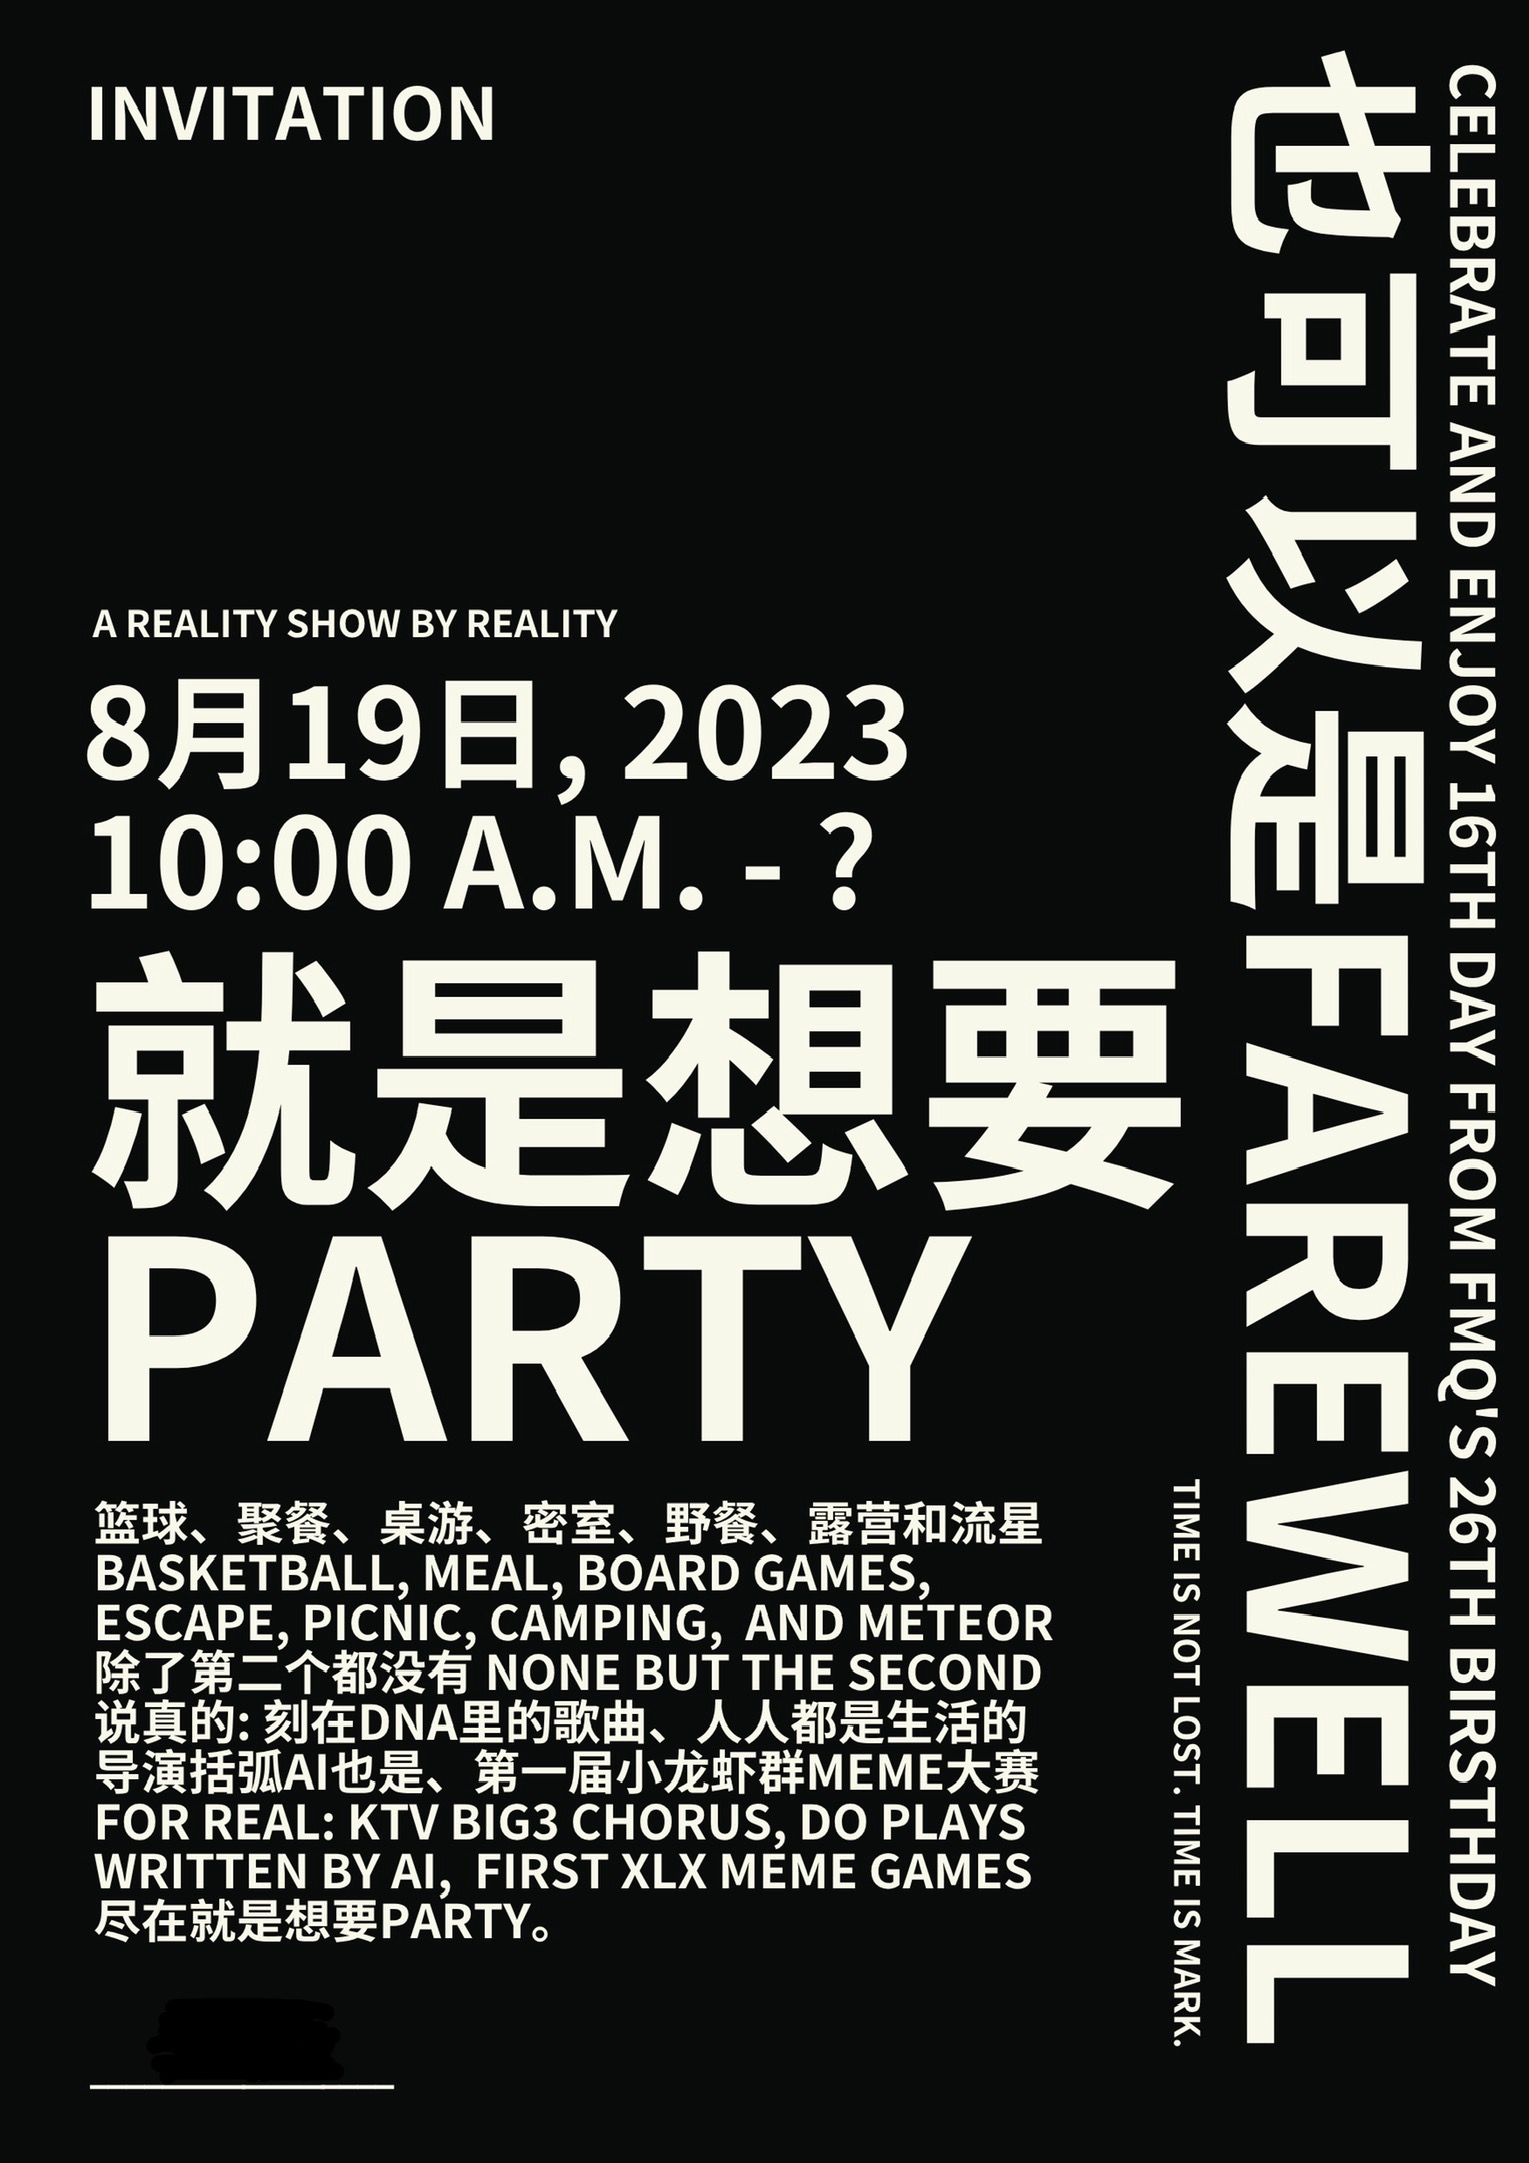 INVITATION
A REALITY SHOW BY REALITY
8月19日, 2023
10:00 A.M. - ?
就是想要
PARTY
篮球、聚餐、桌游、密室、野餐、露营和流星
BASKETBALL, MEAL, BOARD GAMES,
ESCAPE, PICNIC, CAMPING, AND METEOR
除了第二个都没有 NONE BUT THE SECOND
说真的: 刻在DNA里的歌曲、人人都是生活的
导演括弧AI也是、第一届小龙虾群MEME大赛
FOR REAL: KTV BIG3 CHORUS, DO PLAYS
WRITTEN BY AI, FIRST XLX MEME GAMES
尽在就是想要PARTY。
TIME IS NOT LOST. TIME IS MARK.
也可以是FAREWELL
CELEBRATE AND ENJOY 16TH DAY FROM FMQ'S 26TH BIRSTHDAY